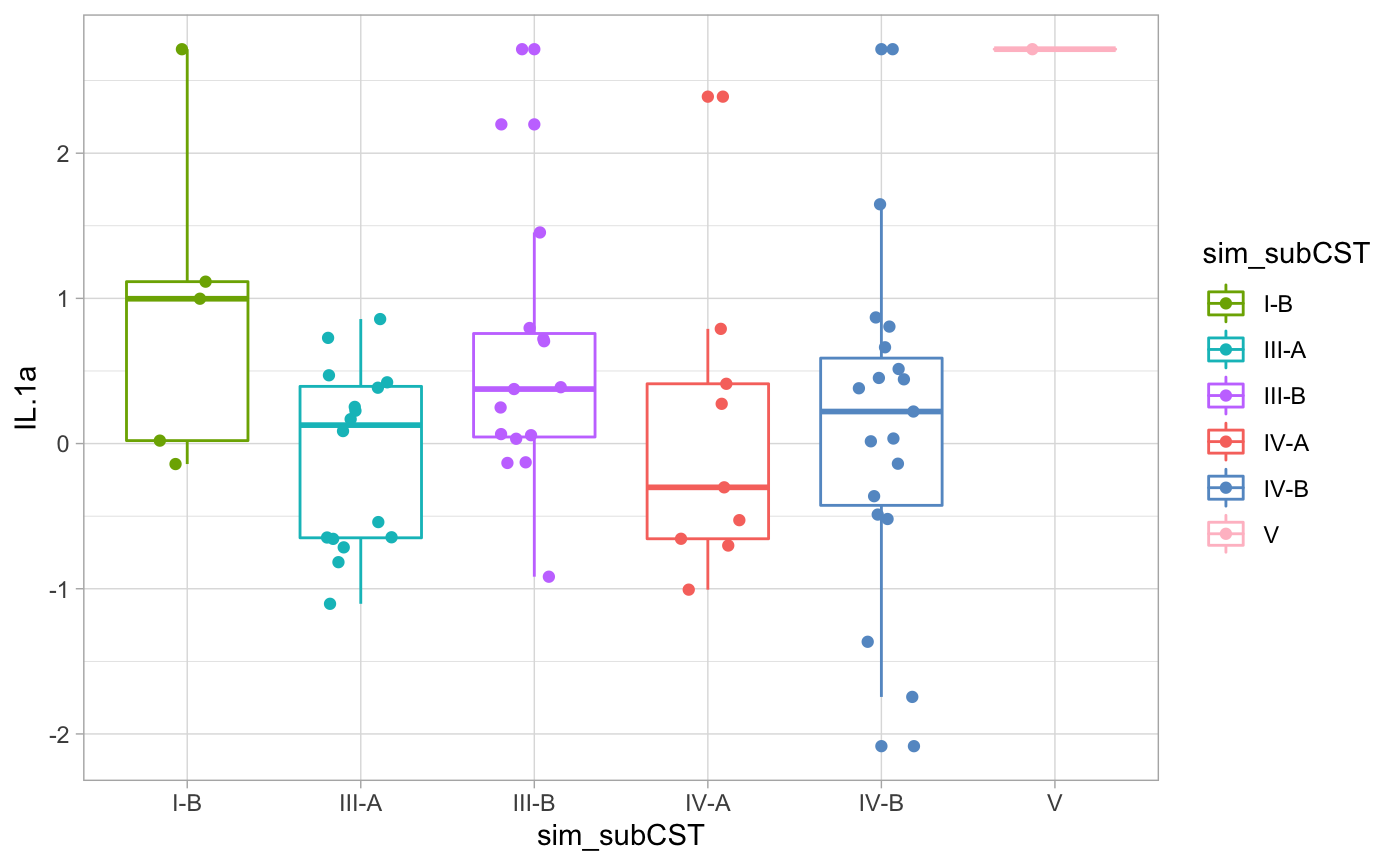 IL.1a
2
1
0
-1
-2
I-B
III-A
III-B
IV-A
IV-B
V
sim_subCST
sim_subCST
I-B
III-A
III-B
IV-A
IV-B
V